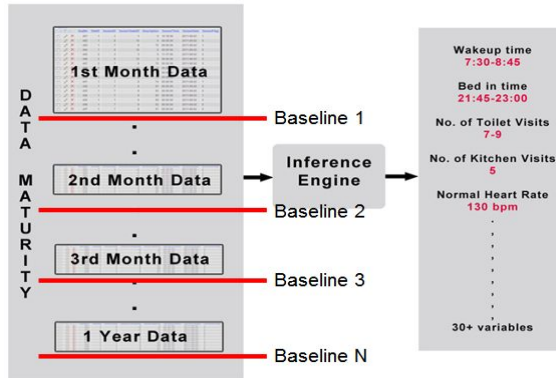 DATA MATURITY
1st Month Data
Baseline 1
2nd Month Data
Baseline 2
3rd Month Data
Baseline 3
1 Year Data
Baseline N
Inference
Engine
Wakeup time
7:30-8:45
Bed in time
21:45-23:00
No. of Toilet Visits
7-9
No. of Kitchen Visits
5
Normal Heart Rate
130 bpm
30+ variables